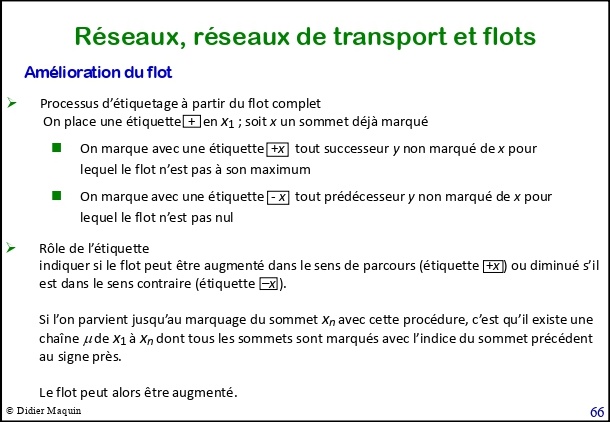 Réseaux, réseaux de transport et flots
Amélioration du flot
Processus d'étiquetage à partir du flot complet
On place une étiquette + en x1 ; soit x un sommet déjà marqué
On marque avec une étiquette +x tout successeur y non marqué de x pour
lequel le flot n'est pas à son maximum
On marque avec une étiquette - x tout prédécesseur y non marqué de x pour
lequel le flot n'est pas nul
Rôle de l'étiquette
indiquer si le flot peut être augmenté dans le sens de parcours (étiquette +x) ou diminué s'il
est dans le sens contraire (étiquette –x).
Si l'on parvient jusqu'au marquage du sommet xn avec cette procédure, c'est qu'il existe une
chaîne μ de x1 à xn dont tous les sommets sont marqués avec l'indice du sommet précédent
au signe près.
Le flot peut alors être augmenté.
© Didier Maquin
66